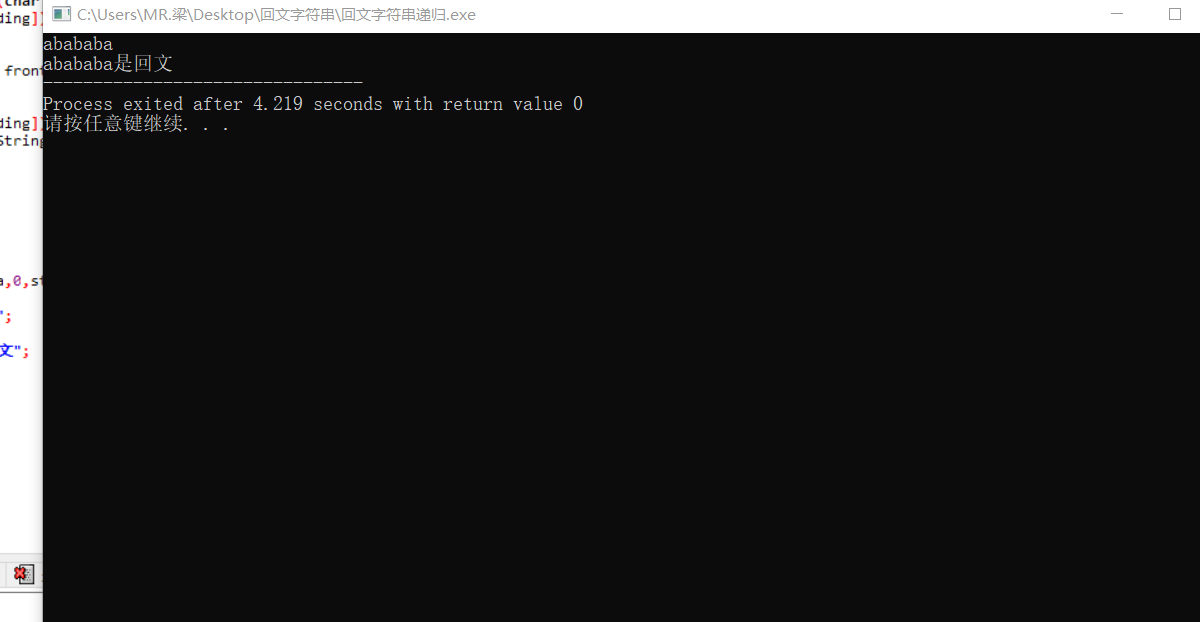 C:\Users\MR.梁\Desktop\回文字符串\回文字符串递归.exe
abababa
abababa是回文
--------------------------------
Process exited after 4.219 seconds with return value 0
请按任意键继续. . .
ding]
front
ding]
String
a,0,st
";
文";